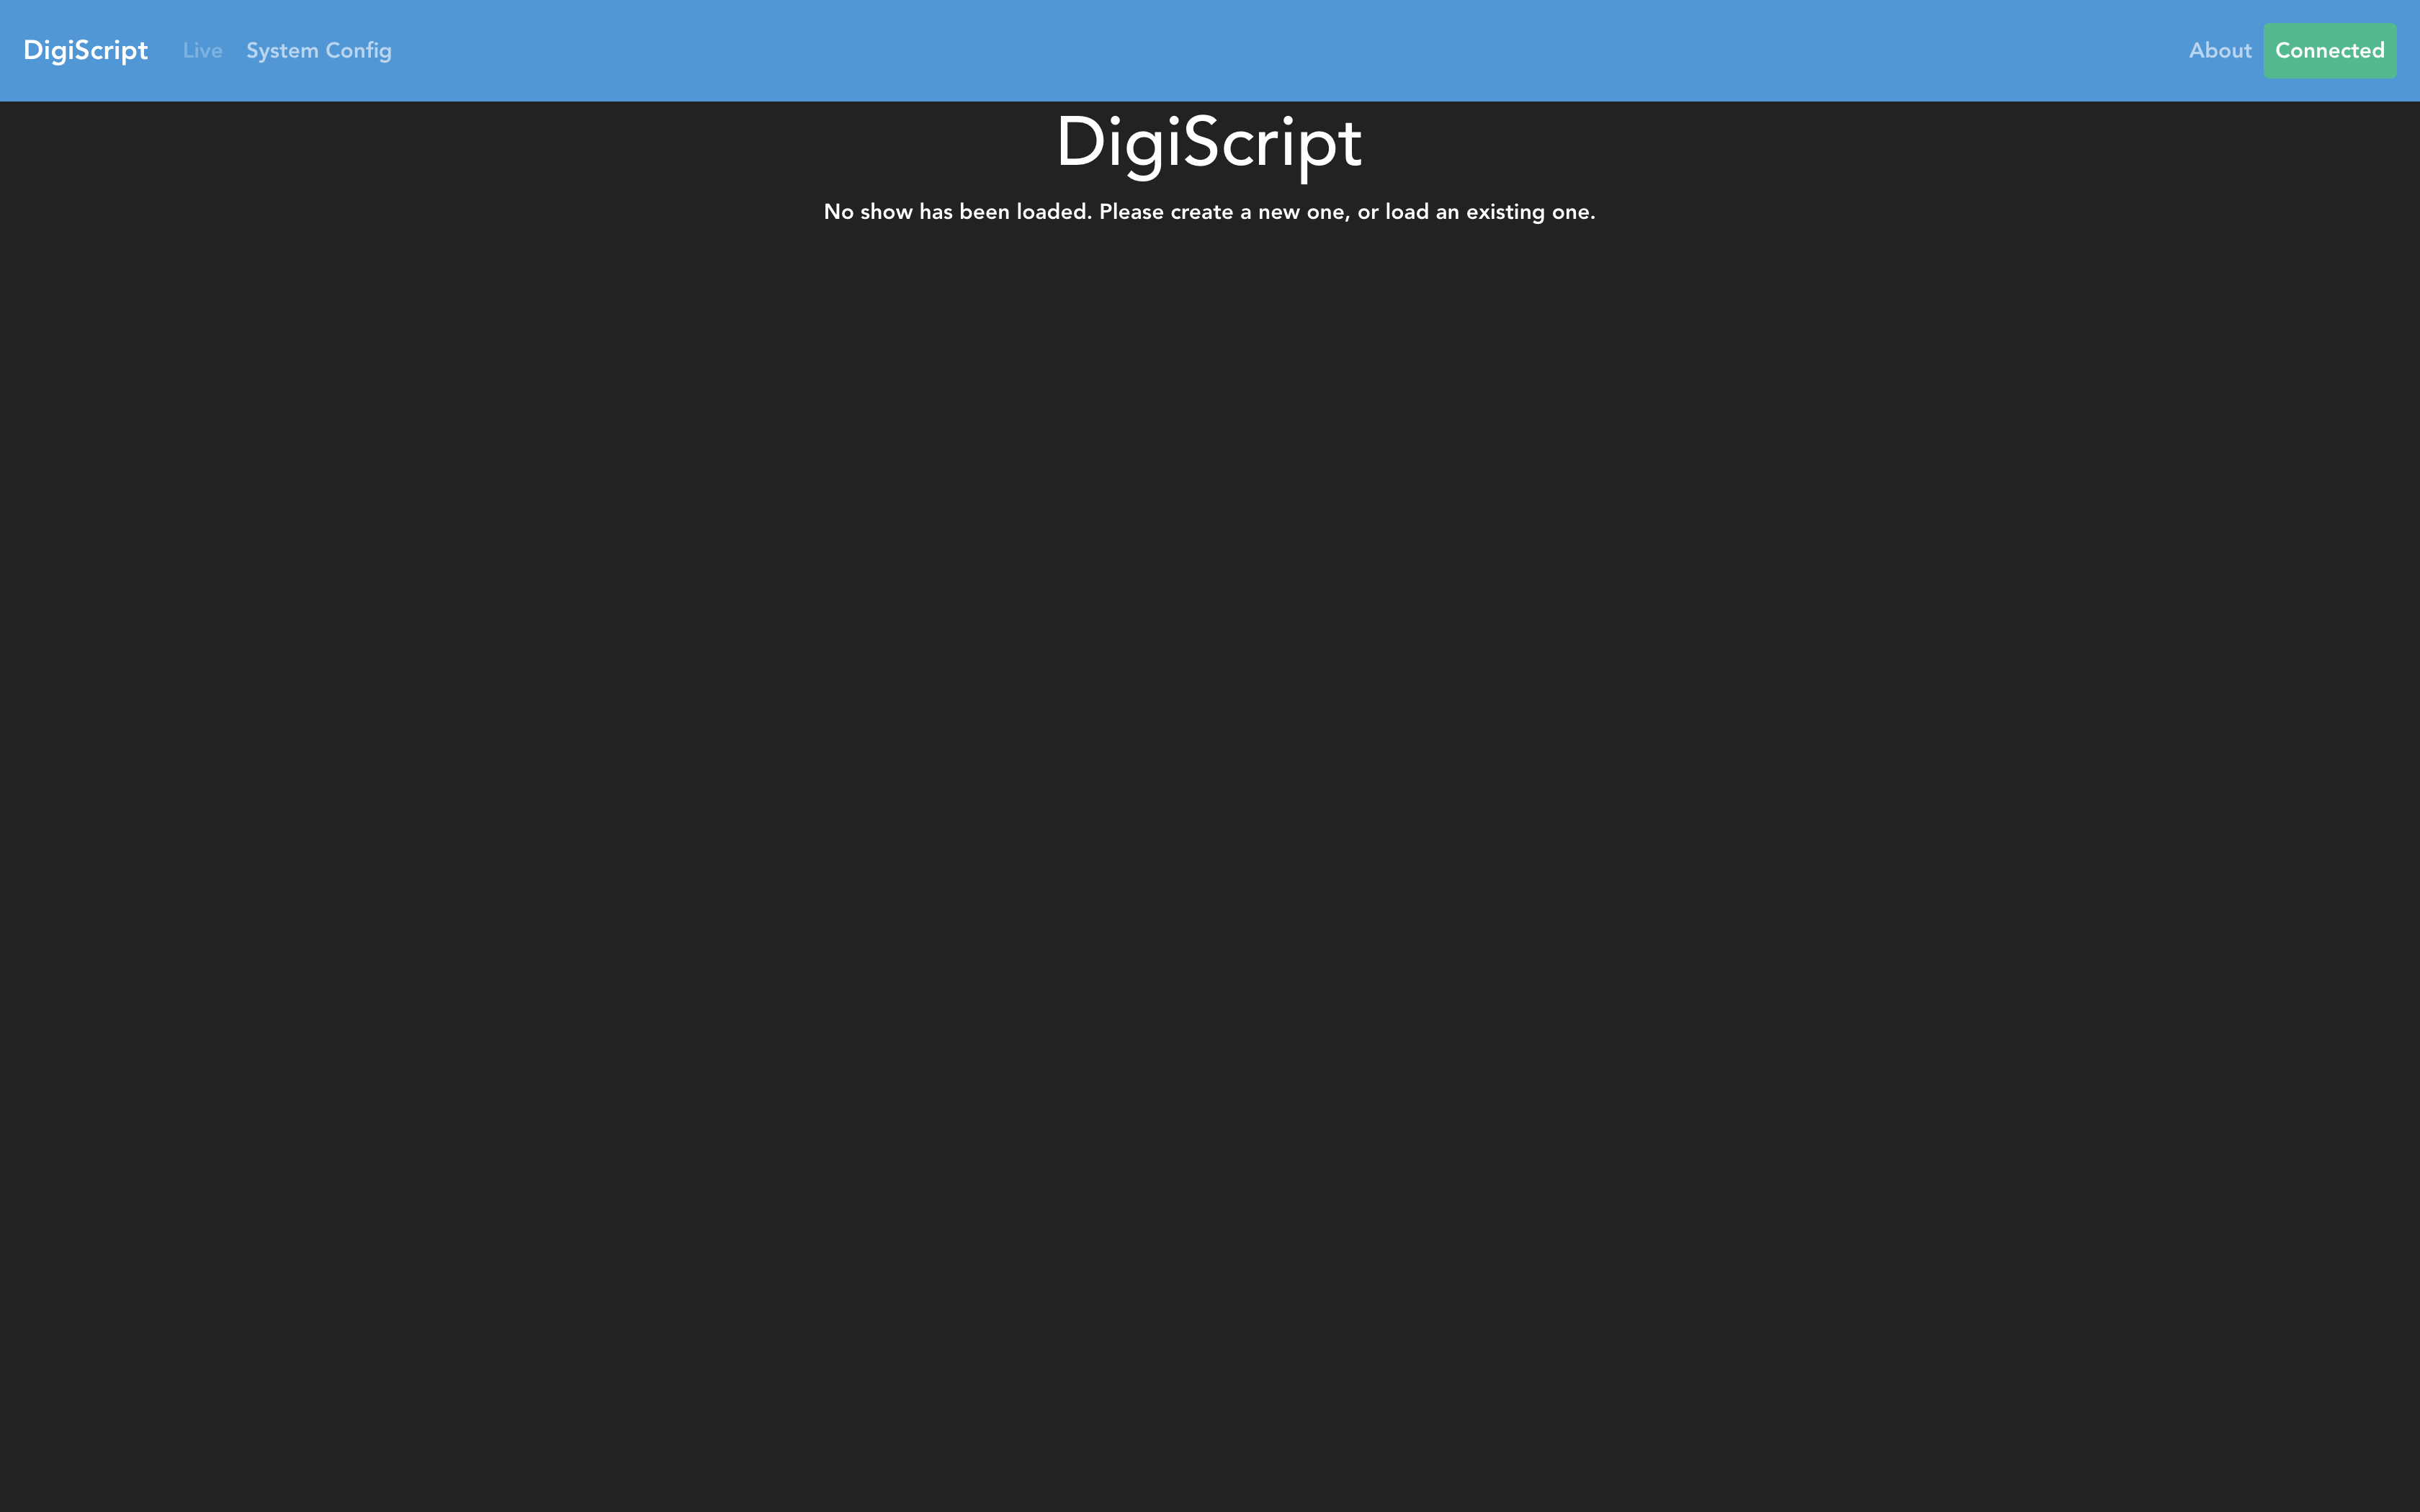 DigiScript Live System Config About Connected
DigiScript
No show has been loaded. Please create a new one, or load an existing one.